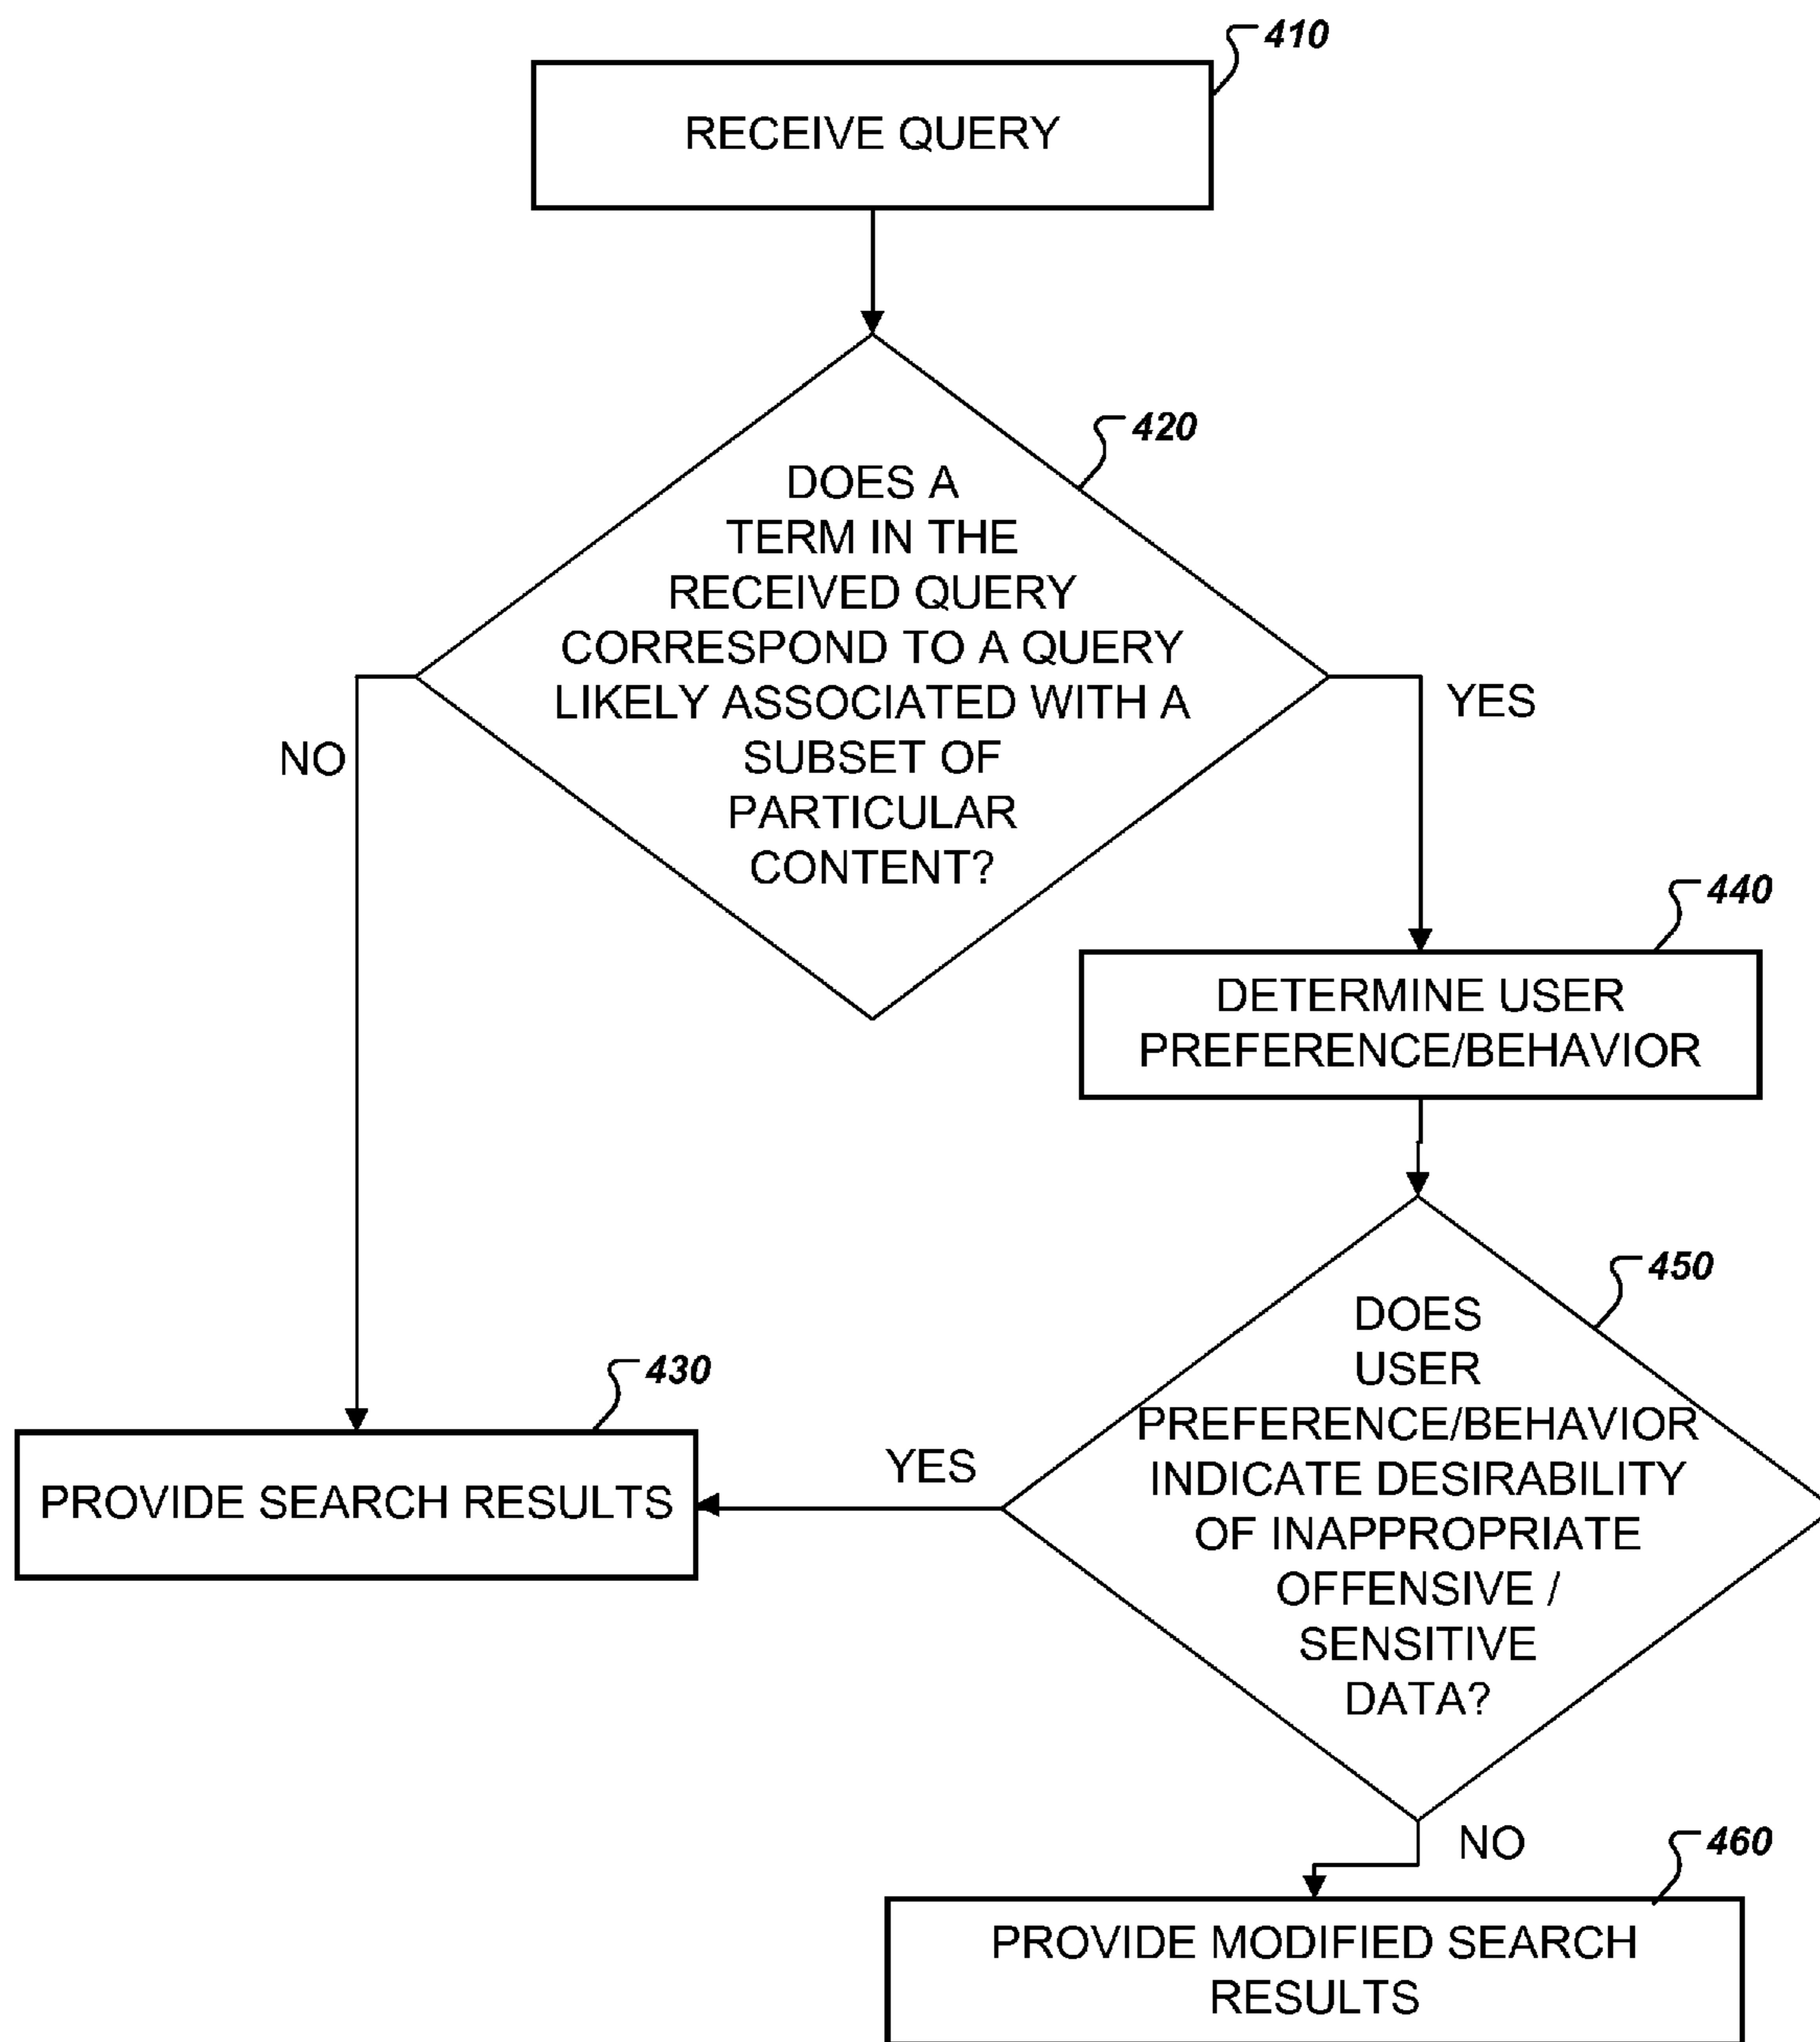 410
RECEIVE QUERY
420
DOES A
TERM IN THE
RECEIVED QUERY
CORRESPOND TO A QUERY
LIKELY ASSOCIATED WITH A
SUBSET OF
PARTICULAR
CONTENT?
NO
YES
440
DETERMINE USER
PREFERENCE/BEHAVIOR
450
DOES
USER
PREFERENCE/BEHAVIOR
INDICATE DESIRABILITY
OF INAPPROPRIATE
OFFENSIVE /
SENSITIVE
DATA?
YES
430
PROVIDE SEARCH RESULTS
NO
460
PROVIDE MODIFIED SEARCH
RESULTS